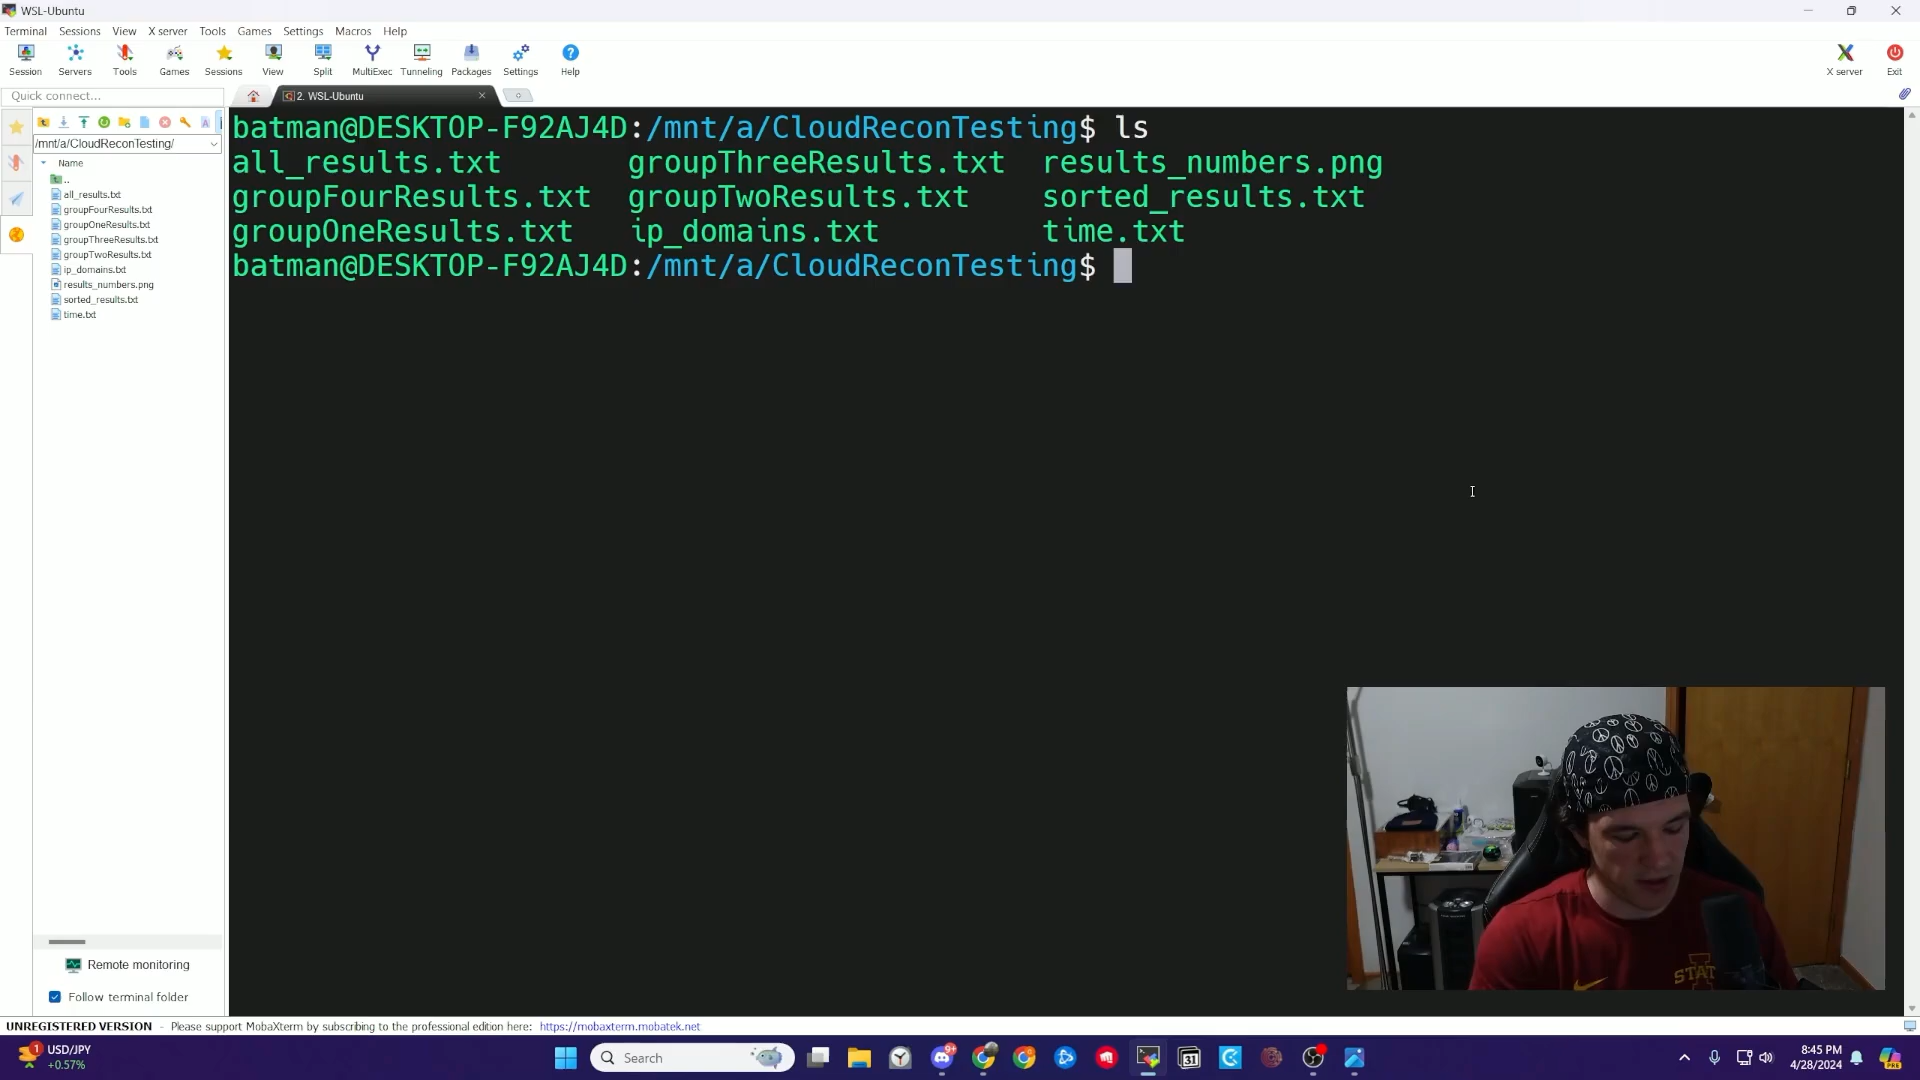 WSL-Ubuntu
Terminal Sessions View X server Tools Games Settings Macros Help
Session Servers Tools Games Sessions View Split MultiExec Tunneling Packages Settings Help X server Exit
Quick connect...
2. WSL-Ubuntu
/mnt/a/CloudReconTesting/
Name
..
all_results.txt
groupFourResults.txt
groupOneResults.txt
groupThreeResults.txt
groupTwoResults.txt
ip_domains.txt
results_numbers.png
sorted_results.txt
time.txt
batman@DESKTOP-F92AJ4D:/mnt/a/CloudReconTesting$ ls
all_results.txt groupThreeResults.txt results_numbers.png
groupFourResults.txt groupTwoResults.txt sorted_results.txt
groupOneResults.txt ip_domains.txt time.txt
batman@DESKTOP-F92AJ4D:/mnt/a/CloudReconTesting$
STATE
Remote monitoring
Follow terminal folder
UNREGISTERED VERSION - Please support MobaXterm by subscribing to the professional edition here: https://mobaxterm.mobatek.net
1
USD/JPY
+0.57%
Search
9+
31
8:45 PM
4/28/2024
PRE